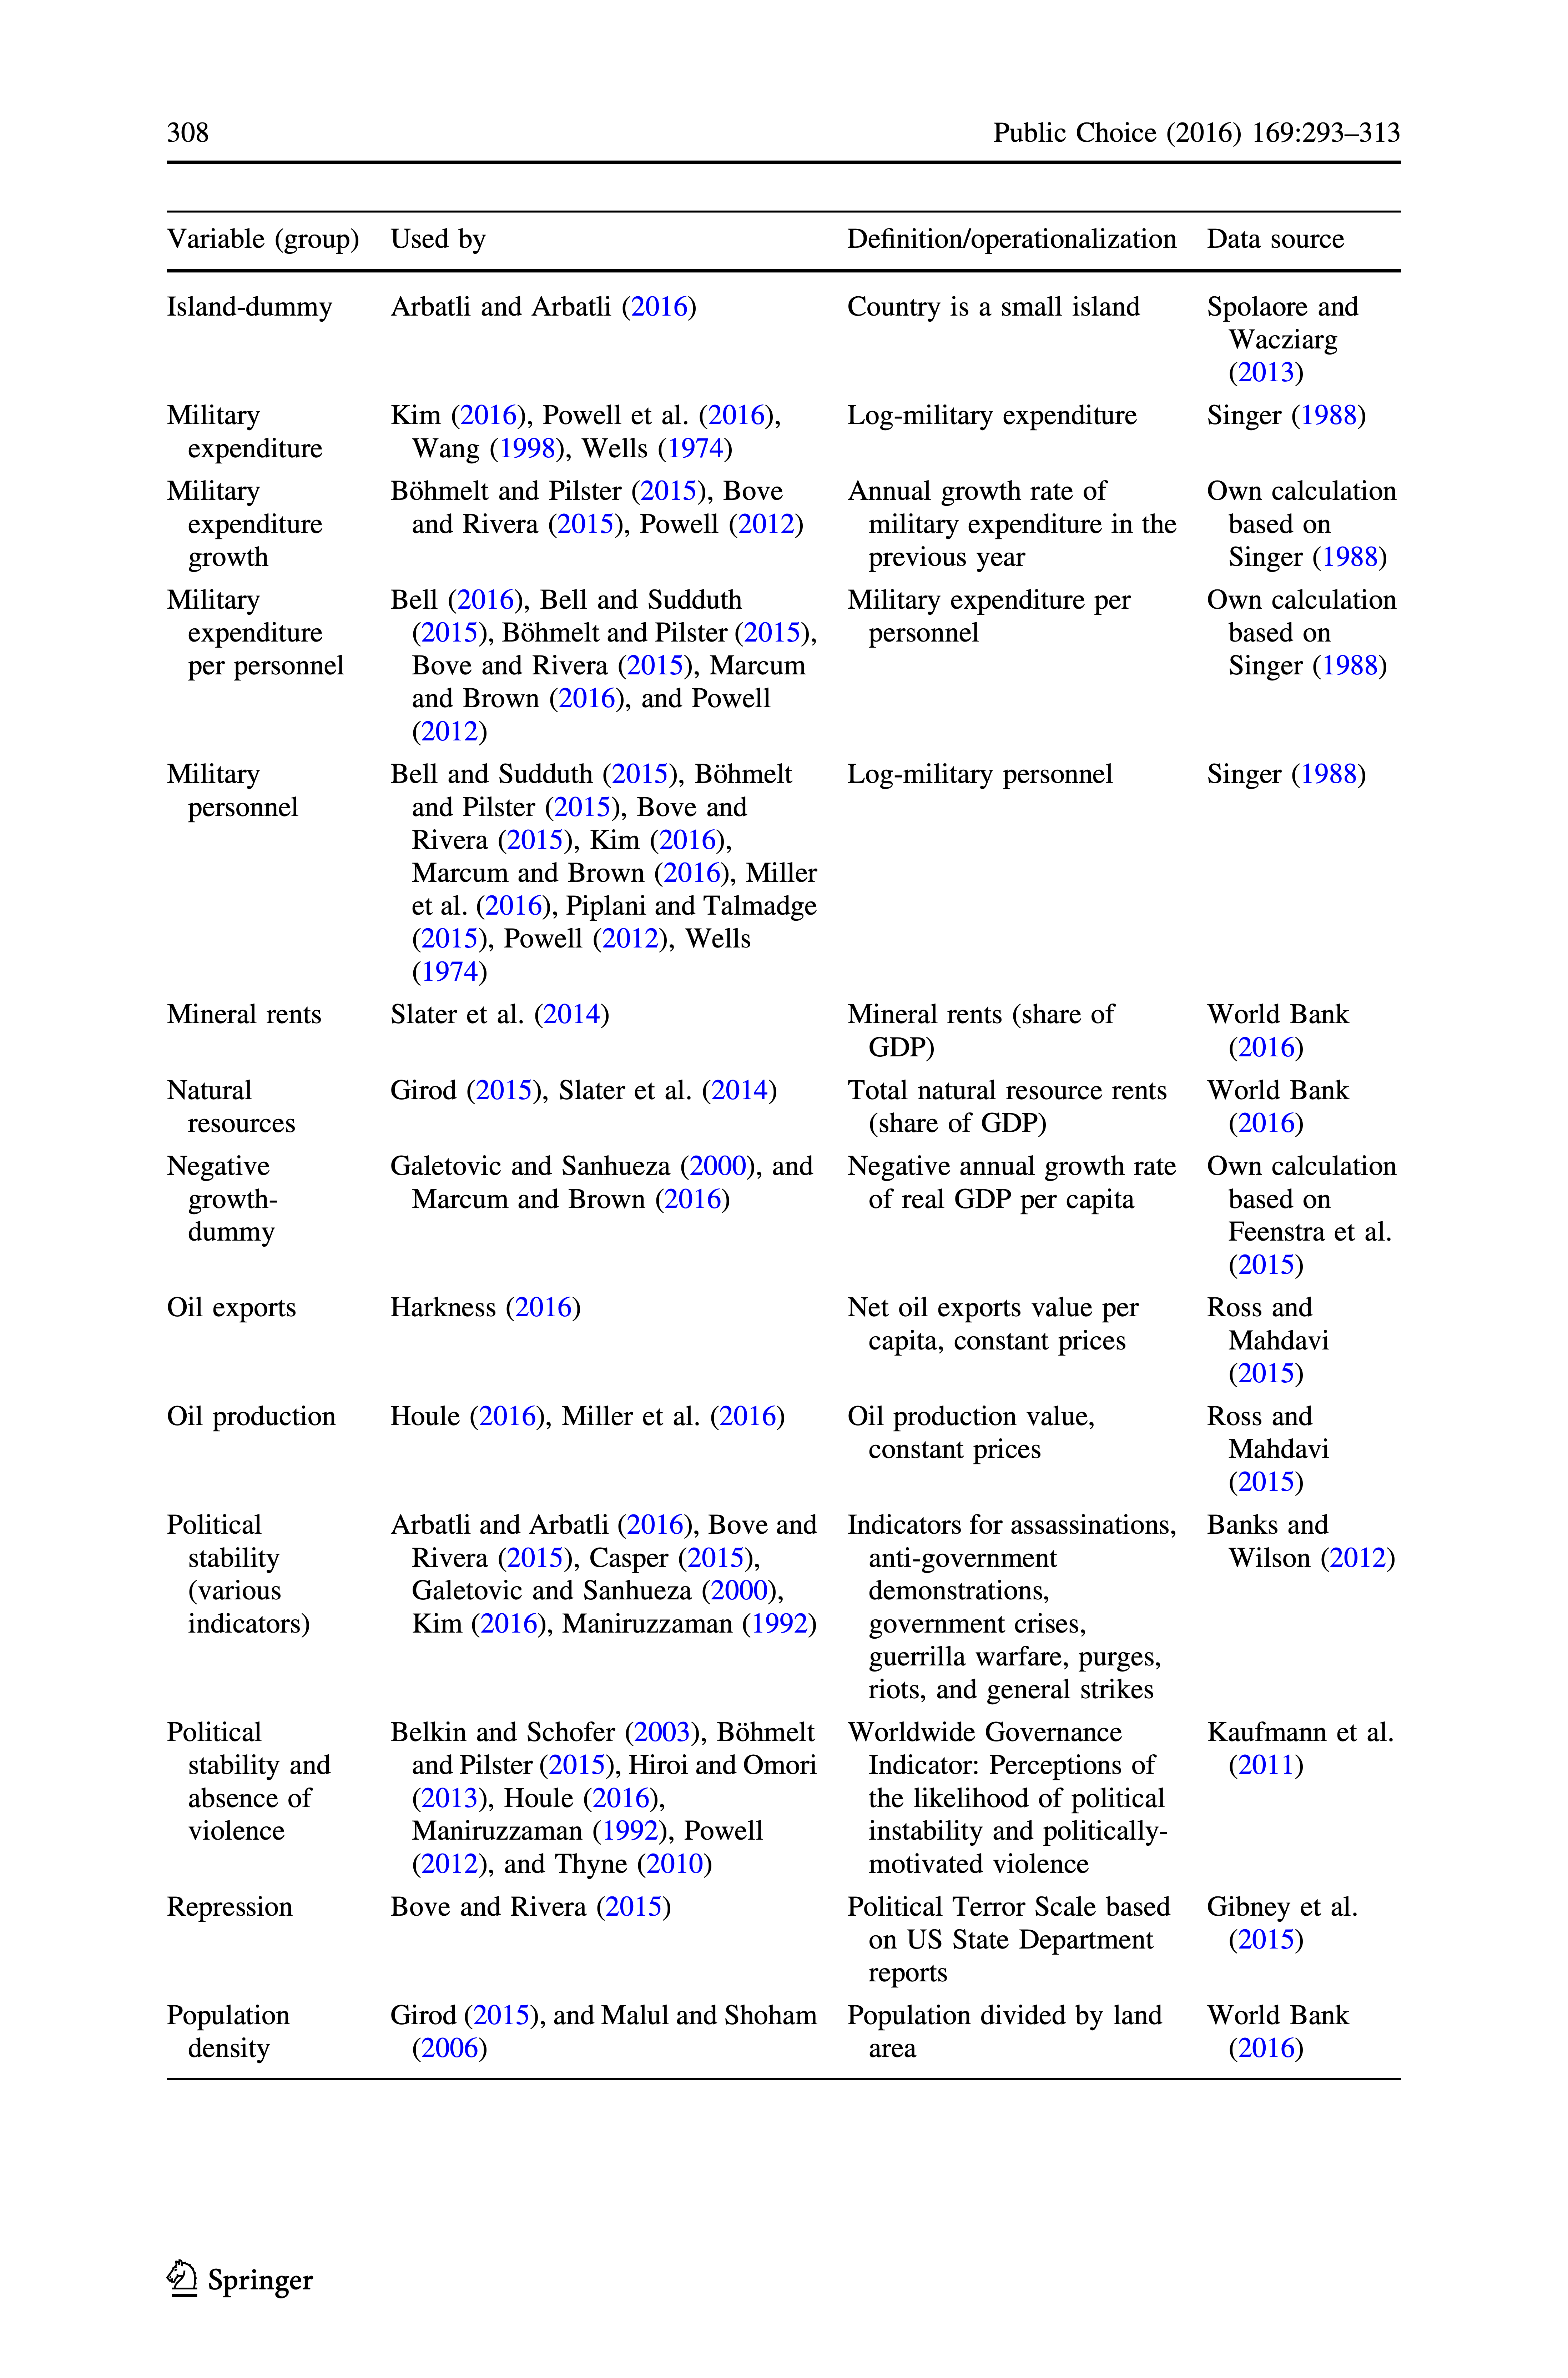 308
Public Choice (2016) 169:293–313
Variable (group)
Used by
Definition/operationalization
Data source
Island-dummy
Arbatli and Arbatli (2016)
Country is a small island
Spolaore and
Wacziarg
(2013)
Military
expenditure
Kim (2016), Powell et al. (2016),
Wang (1998), Wells (1974)
Log-military expenditure
Singer (1988)
Military
expenditure
growth
Böhmelt and Pilster (2015), Bove
and Rivera (2015), Powell (2012)
Annual growth rate of
military expenditure in the
previous year
Own calculation
based on
Singer (1988)
Military
expenditure
per personnel
Bell (2016), Bell and Sudduth
(2015), Böhmelt and Pilster (2015),
Bove and Rivera (2015), Marcum
and Brown (2016), and Powell
(2012)
Military expenditure per
personnel
Own calculation
based on
Singer (1988)
Military
personnel
Bell and Sudduth (2015), Böhmelt
and Pilster (2015), Bove and
Rivera (2015), Kim (2016),
Marcum and Brown (2016), Miller
et al. (2016), Piplani and Talmadge
(2015), Powell (2012), Wells
(1974)
Log-military personnel
Singer (1988)
Mineral rents
Slater et al. (2014)
Mineral rents (share of
GDP)
World Bank
(2016)
Natural
resources
Girod (2015), Slater et al. (2014)
Total natural resource rents
(share of GDP)
World Bank
(2016)
Negative
growth-
dummy
Galetovic and Sanhueza (2000), and
Marcum and Brown (2016)
Negative annual growth rate
of real GDP per capita
Own calculation
based on
Feenstra et al.
(2015)
Oil exports
Harkness (2016)
Net oil exports value per
capita, constant prices
Ross and
Mahdavi
(2015)
Oil production
Houle (2016), Miller et al. (2016)
Oil production value,
constant prices
Ross and
Mahdavi
(2015)
Political
stability
(various
indicators)
Arbatli and Arbatli (2016), Bove and
Rivera (2015), Casper (2015),
Galetovic and Sanhueza (2000),
Kim (2016), Maniruzzaman (1992)
Indicators for assassinations,
anti-government
demonstrations,
government crises,
guerrilla warfare, purges,
riots, and general strikes
Banks and
Wilson (2012)
Political
stability and
absence of
violence
Belkin and Schofer (2003), Böhmelt
and Pilster (2015), Hiroi and Omori
(2013), Houle (2016),
Maniruzzaman (1992), Powell
(2012), and Thyne (2010)
Worldwide Governance
Indicator: Perceptions of
the likelihood of political
instability and politically-
motivated violence
Kaufmann et al.
(2011)
Repression
Bove and Rivera (2015)
Political Terror Scale based
on US State Department
reports
Gibney et al.
(2015)
Population
density
Girod (2015), and Malul and Shoham
(2006)
Population divided by land
area
World Bank
(2016)
Springer